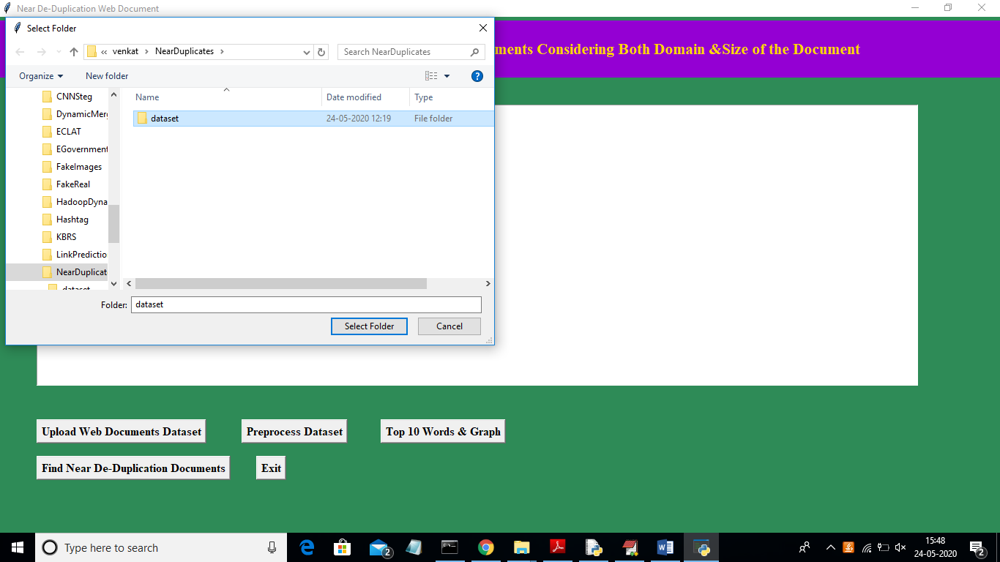 Near De-Duplication Web Document
Select Folder
ments Considering Both Domain &Size of the Document
« venkat > NearDuplicates >
Search NearDuplicates
Organize
New folder
?
Name
Date modified
Type
CNNSteg
DynamicMerg
ECLAT
EGovernment
FakeImages
FakeReal
HadoopDyna
Hashtag
KBRS
LinkPredictio
NearDuplicat
dataset
dataset
24-05-2020 12:19
File folder
Folder:
dataset
Select Folder
Cancel
Upload Web Documents Dataset
Preprocess Dataset
Top 10 Words & Graph
Find Near De-Duplication Documents
Exit
Type here to search
2
15:48
24-05-2020
2